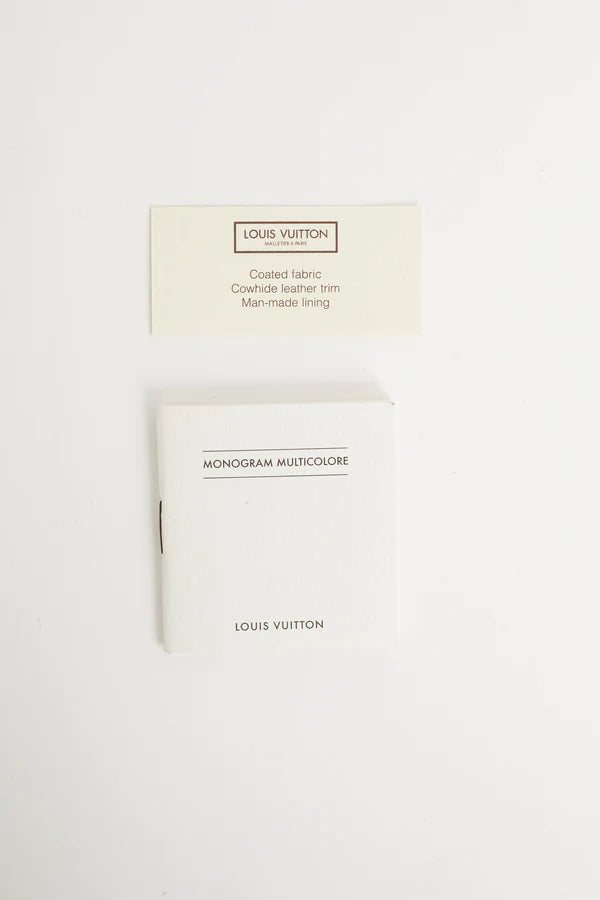 LOUIS VUITTON
MALLETIER A PARIS
Coated fabric
Cowhide leather trim
Man-made lining
MONOGRAM MULTICOLORE
LOUIS VUITTON